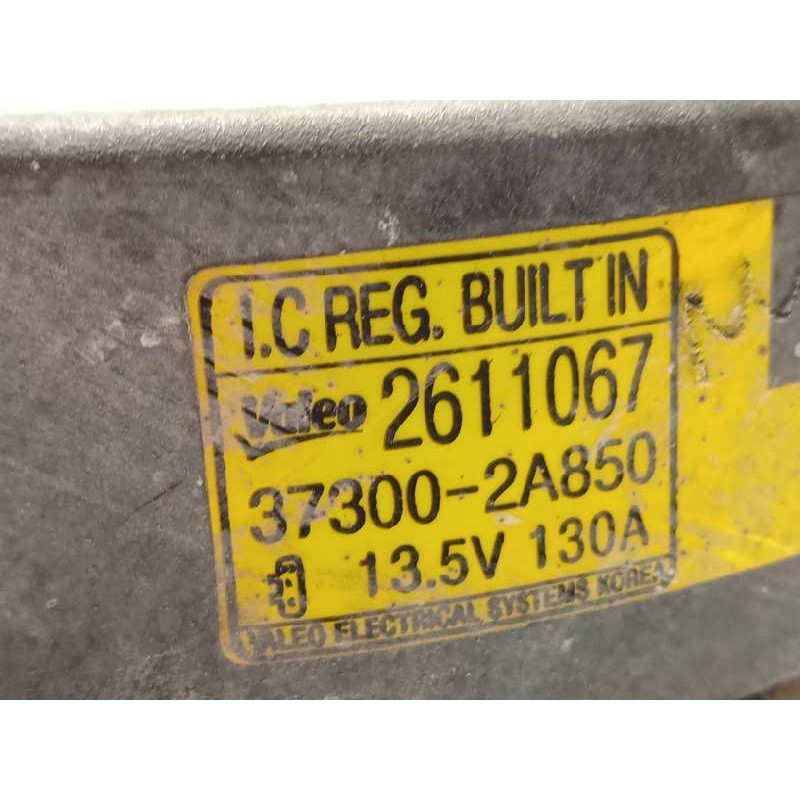 I.C REG. BUILT IN
Valeo 2611067
37300-2A850
13.5V 130A
VALEO ELECTRICAL SYSTEMS KOREA